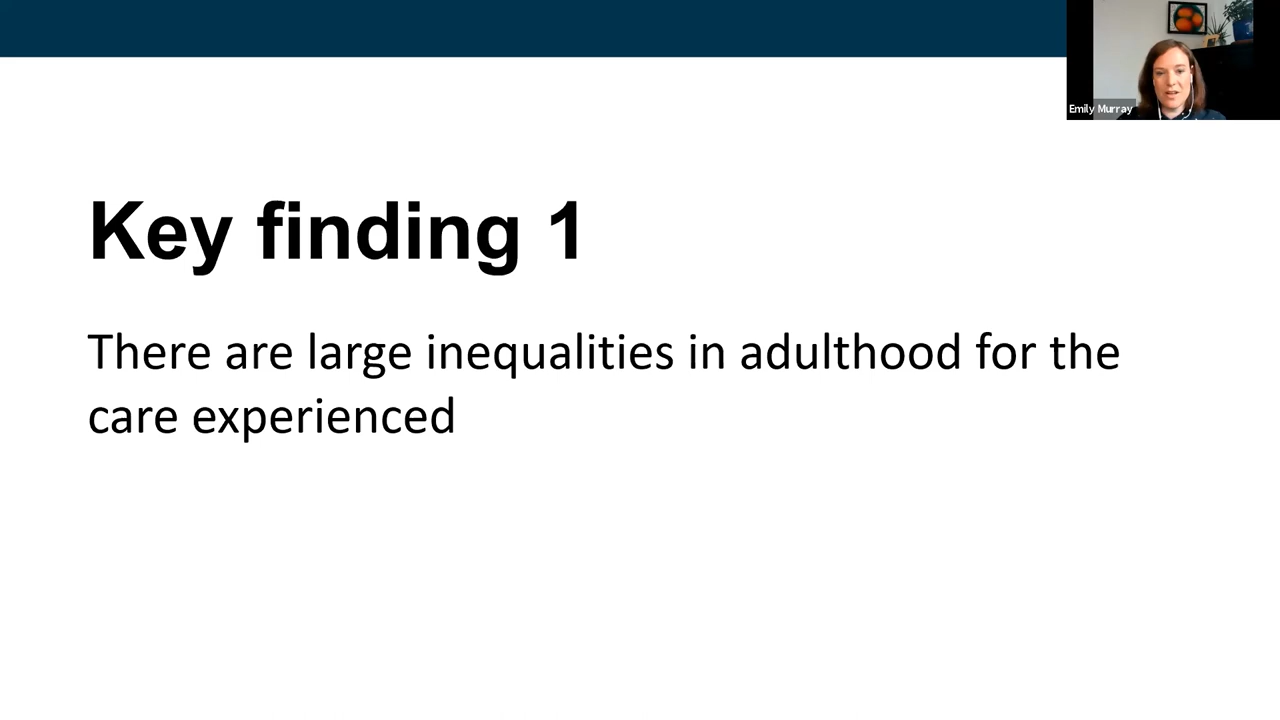 Emily Murray
Key finding 1
There are large inequalities in adulthood for the
care experienced